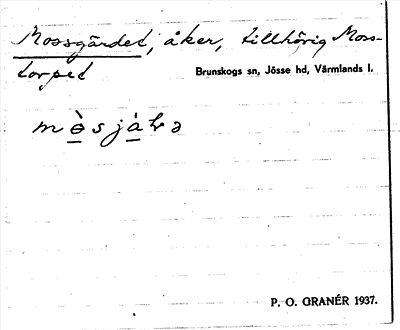 Mossgärdet, åker, tillhörig Moss-
torpet
Brunskogs sn, Jösse hd, Värmlands l.
P. O. GRANÉR 1937.